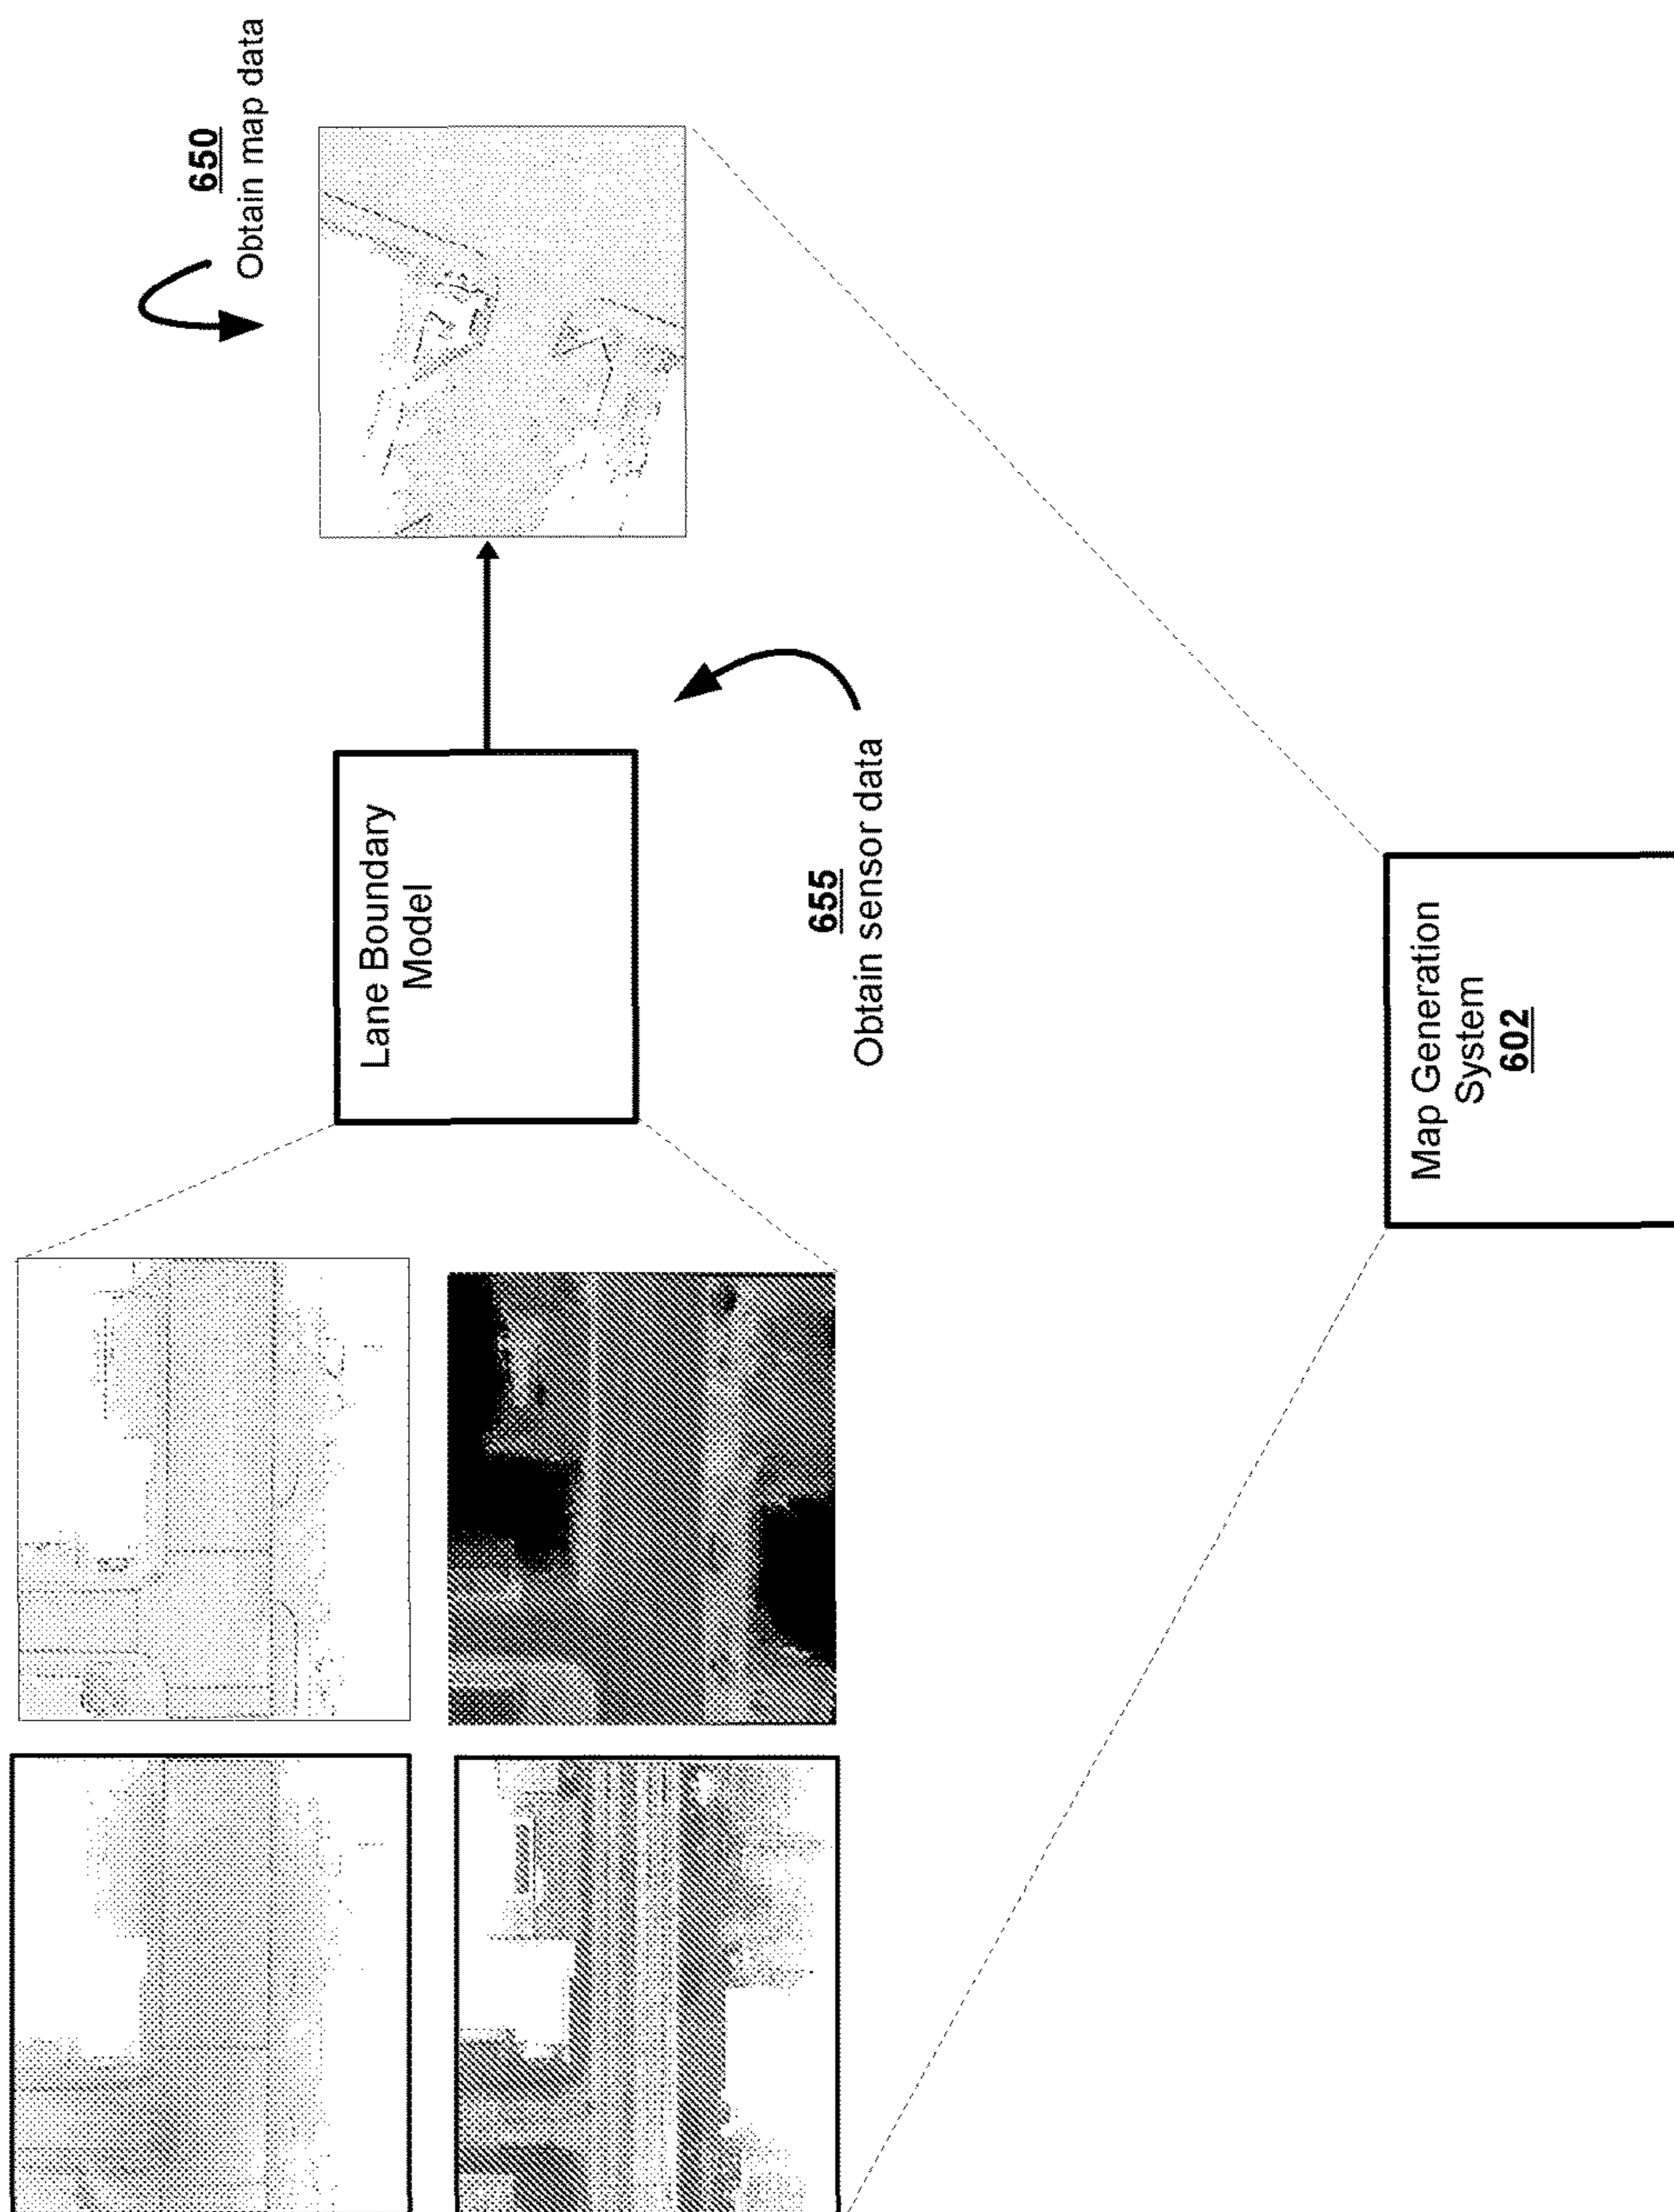 650
Obtain map data
Lane Boundary
Model
655
Obtain sensor data
Map Generation
System
602